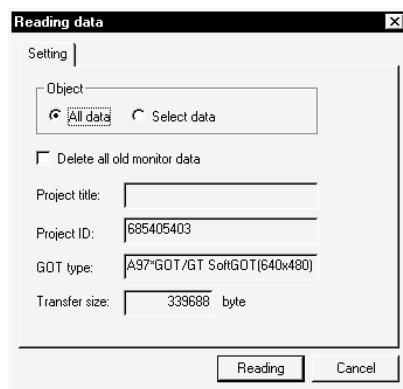 Reading data
Setting
Object
All data Select data
Delete all old monitor data
Project title:
Project ID: 685405403
GOT type: A97*GOT/GT SoftGOT(640x480)
Transfer size: 339688 byte
Reading Cancel